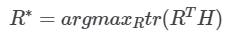 R* = argmax_R tr(R^T H)